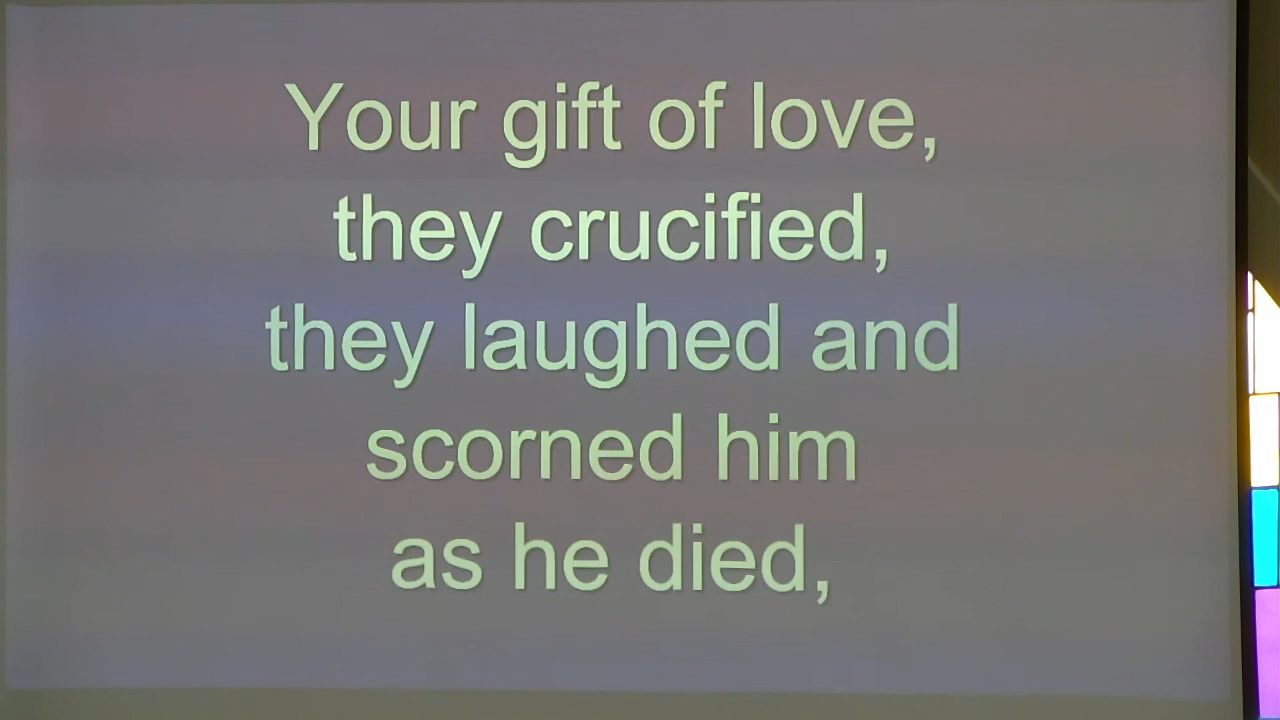 Your gift of love,
they crucified,
they laughed and
scorned him
as he died,